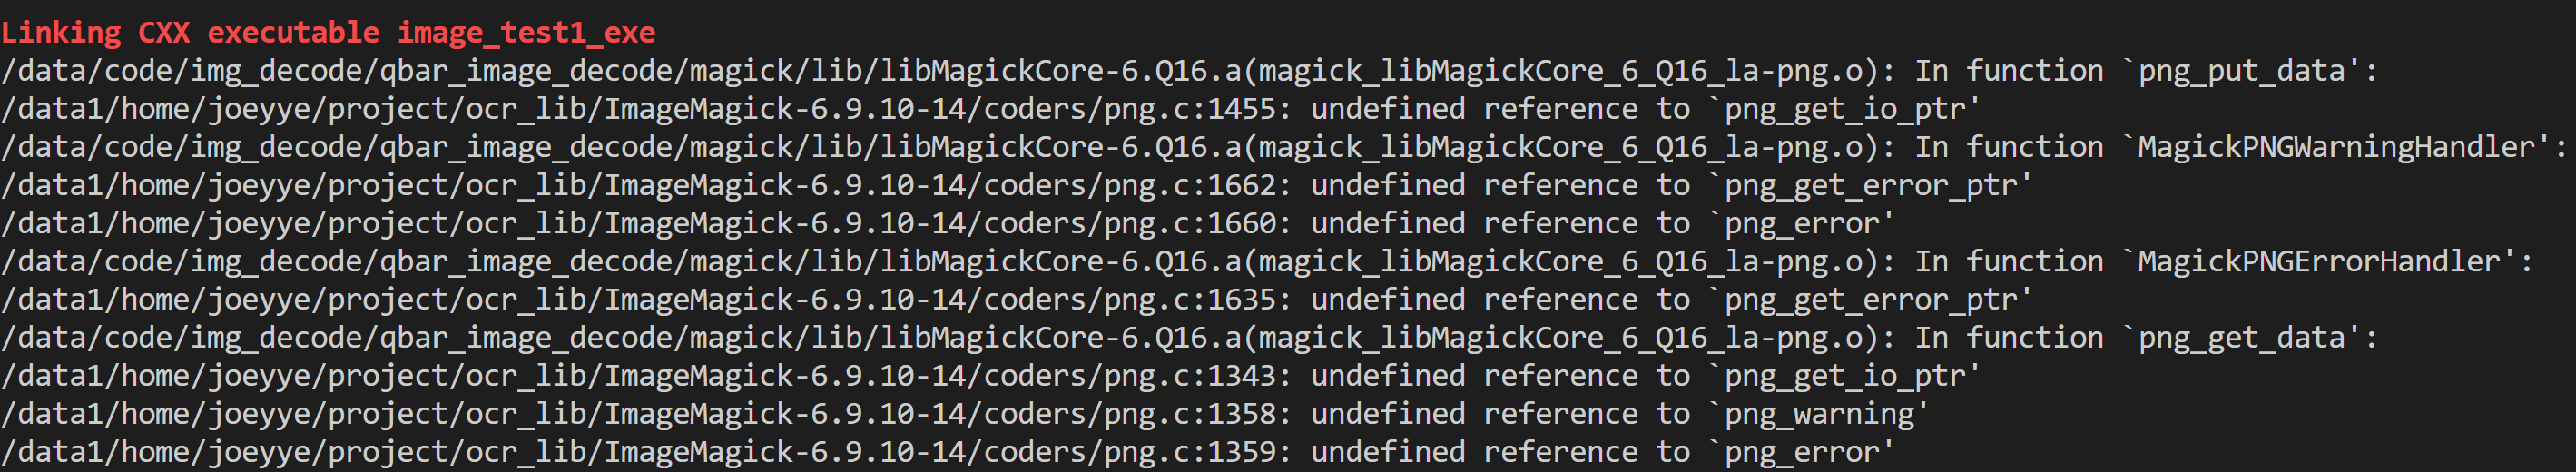 Linking CXX executable image_test1_exe
/data/code/img_decode/qbar_image_decode/magick/lib/libMagickCore-6.Q16.a(magick_libMagickCore_6_Q16_la-png.o): In function `png_put_data':
/data1/home/joeyye/project/ocr_lib/ImageMagick-6.9.10-14/coders/png.c:1455: undefined reference to `png_get_io_ptr'
/data/code/img_decode/qbar_image_decode/magick/lib/libMagickCore-6.Q16.a(magick_libMagickCore_6_Q16_la-png.o): In function `MagickPNGWarningHandler':
/data1/home/joeyye/project/ocr_lib/ImageMagick-6.9.10-14/coders/png.c:1662: undefined reference to `png_get_error_ptr'
/data1/home/joeyye/project/ocr_lib/ImageMagick-6.9.10-14/coders/png.c:1660: undefined reference to `png_error'
/data/code/img_decode/qbar_image_decode/magick/lib/libMagickCore-6.Q16.a(magick_libMagickCore_6_Q16_la-png.o): In function `MagickPNGErrorHandler':
/data1/home/joeyye/project/ocr_lib/ImageMagick-6.9.10-14/coders/png.c:1635: undefined reference to `png_get_error_ptr'
/data/code/img_decode/qbar_image_decode/magick/lib/libMagickCore-6.Q16.a(magick_libMagickCore_6_Q16_la-png.o): In function `png_get_data':
/data1/home/joeyye/project/ocr_lib/ImageMagick-6.9.10-14/coders/png.c:1343: undefined reference to `png_get_io_ptr'
/data1/home/joeyye/project/ocr_lib/ImageMagick-6.9.10-14/coders/png.c:1358: undefined reference to `png_warning'
/data1/home/joeyye/project/ocr_lib/ImageMagick-6.9.10-14/coders/png.c:1359: undefined reference to `png_error'